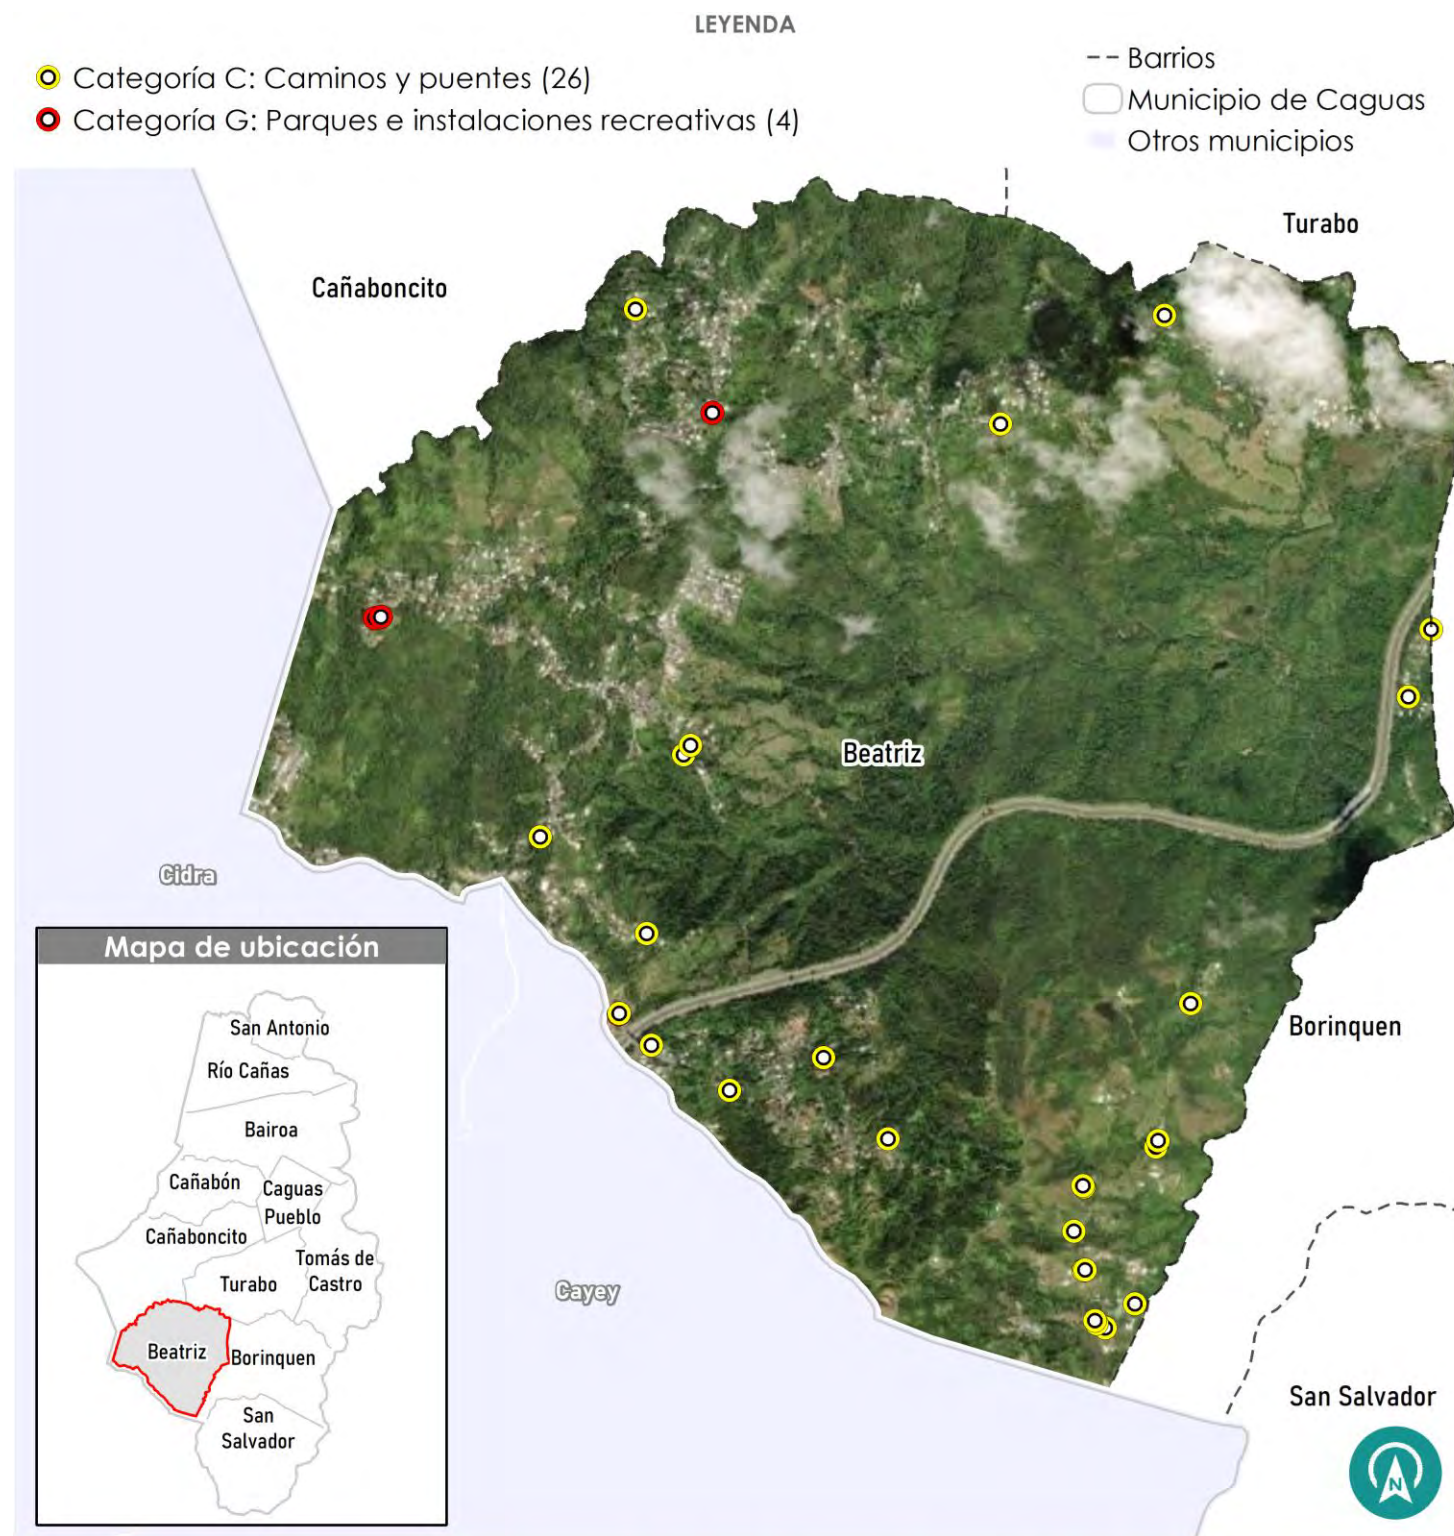 LEYENDA
Categoría C: Caminos y puentes (26)
Categoría G: Parques e instalaciones recreativas (4)
Barrios
Municipio de Caguas
Otros municipios
Turabo
Cañaboncito
Beatriz
Cidra
Borinquen
Cayey
San Salvador
N
Mapa de ubicación
San Antonio
Río Cañas
Bairoa
Cañabón
Caguas
Pueblo
Cañaboncito
Tomás de
Castro
Turabo
Beatriz
Borinquen
San
Salvador